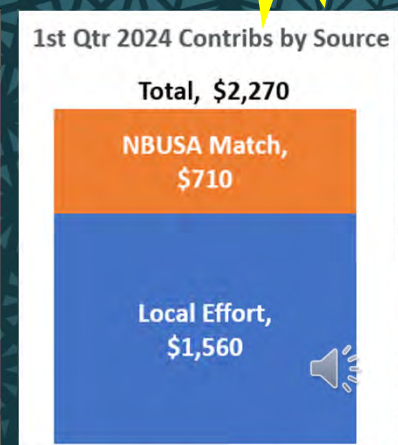 1st Qtr 2024 Contribs by Source
Total, $2,270
NBUSA Match,
$710
Local Effort,
$1,560